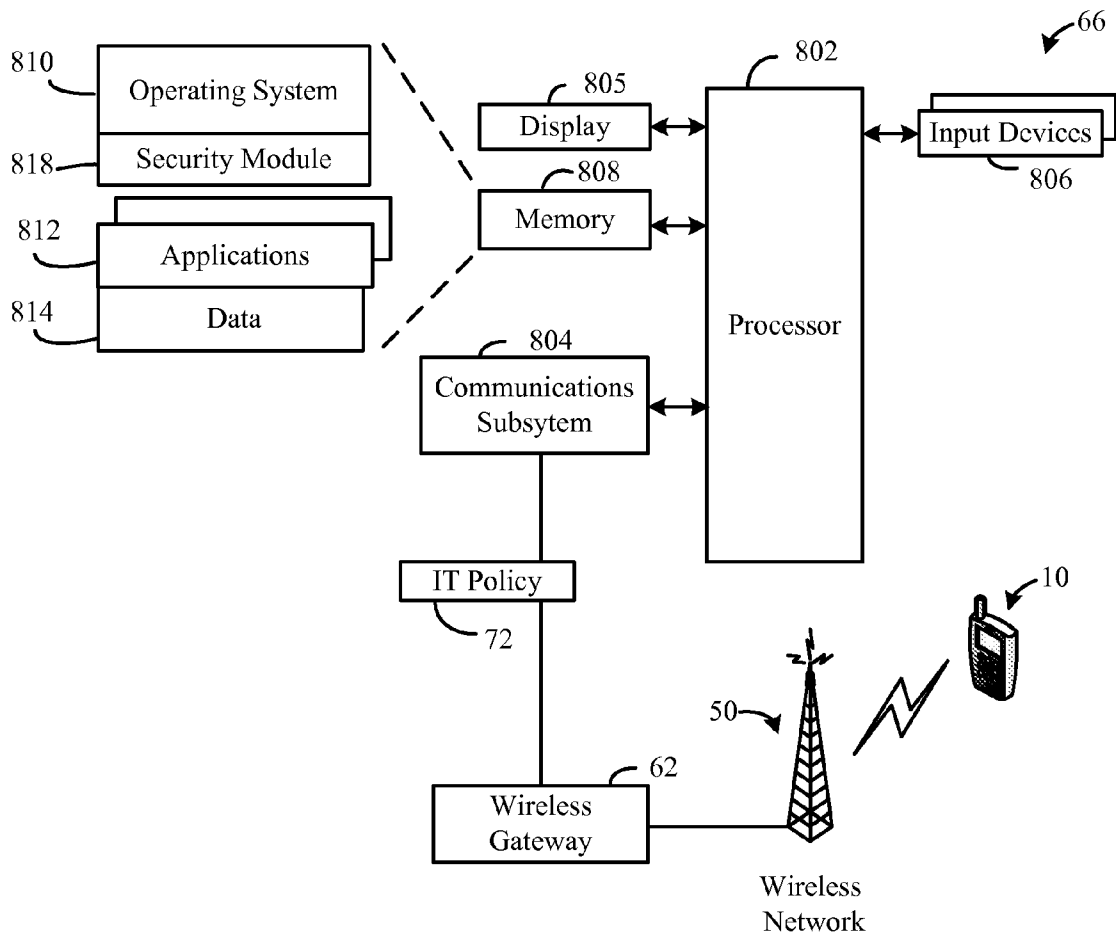 810
Operating System
818
Security Module
812
Applications
814
Data
805
Display
808
Memory
804
Communications
Subsytem
802
Processor
66
Input Devices
806
IT Policy
72
62
Wireless
Gateway
50
10
Wireless
Network